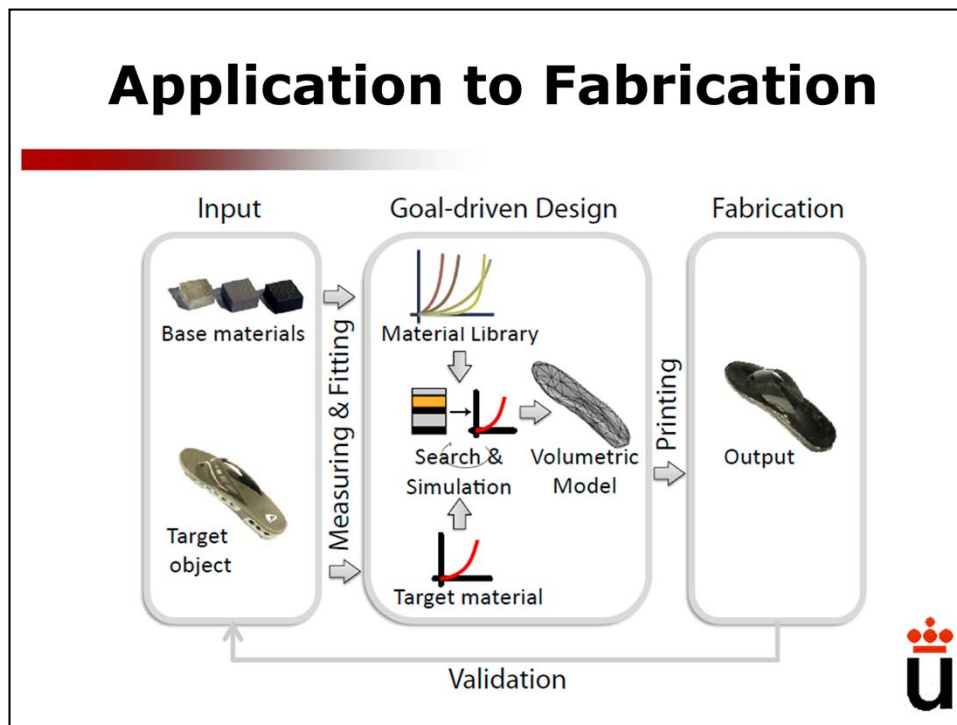 Application to Fabrication
Input
Goal-driven Design
Fabrication
Base materials
Target
object
Measuring & Fitting
Material Library
Search &
Simulation
Volumetric
Model
Target material
Printing
Output
Validation
u